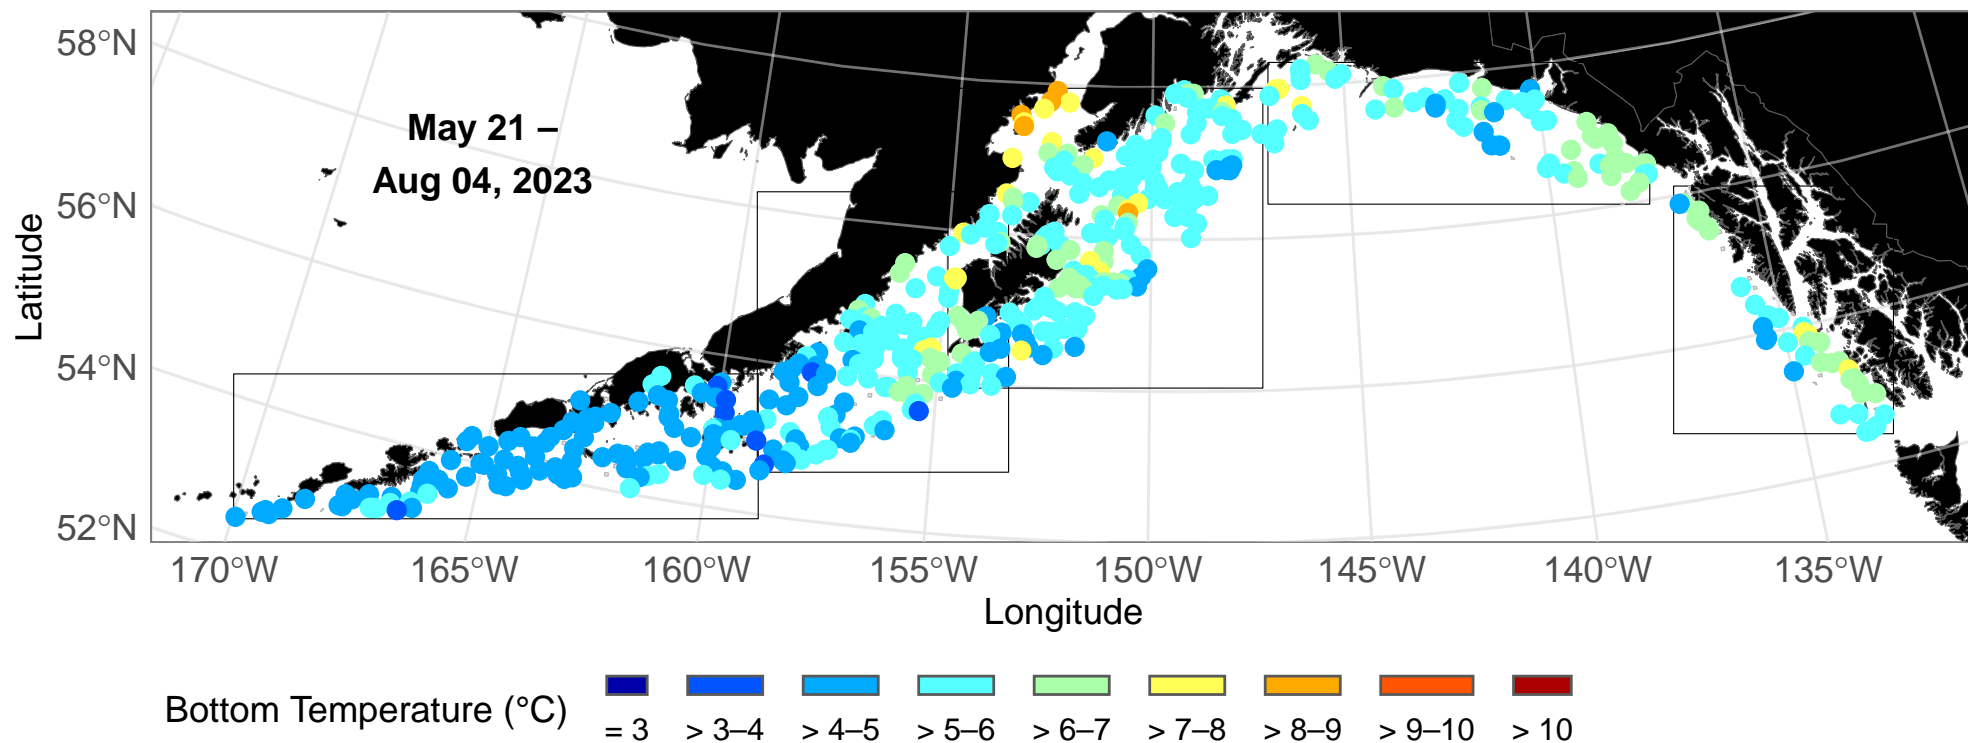 58°N
56°N
54°N
52°N
Latitude
May 21 –
Aug 04, 2023
170°W 165°W 160°W 155°W 150°W 145°W 140°W 135°W
Longitude
Bottom Temperature (°C)
= 3 > 3–4 > 4–5 > 5–6 > 6–7 > 7–8 > 8–9 > 9–10 > 10